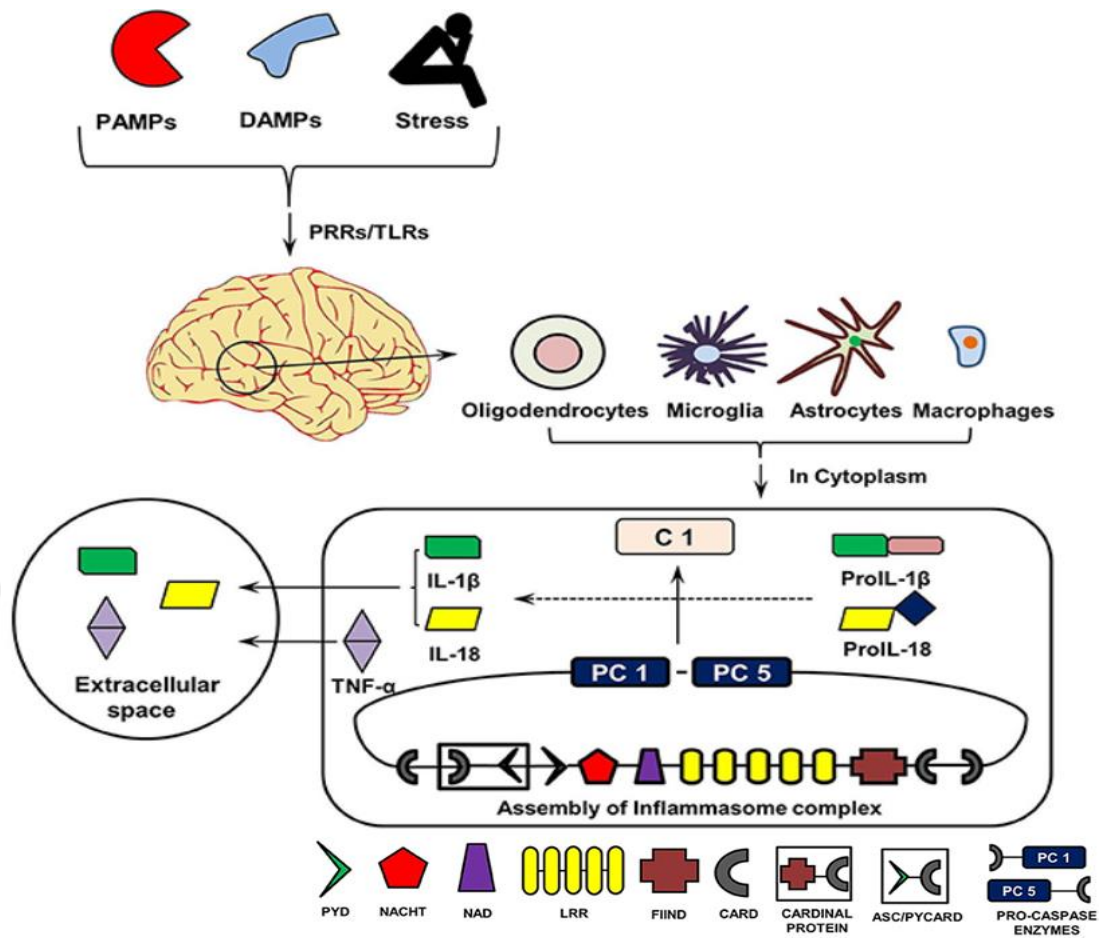 PAMPs
DAMPs
Stress
PRRs/TLRs
Oligodendrocytes
Microglia
Astrocytes
Macrophages
In Cytoplasm
C 1
IL-1β
ProIL-1β
IL-18
ProIL-18
TNF-α
PC 1 - PC 5
Extracellular
space
Assembly of Inflammasome complex
PYD
NACHT
NAD
LRR
FIIND
CARD
CARDINAL
PROTEIN
ASC/PYCARD
PC 1
PC 5
PRO-CASPASE
ENZYMES